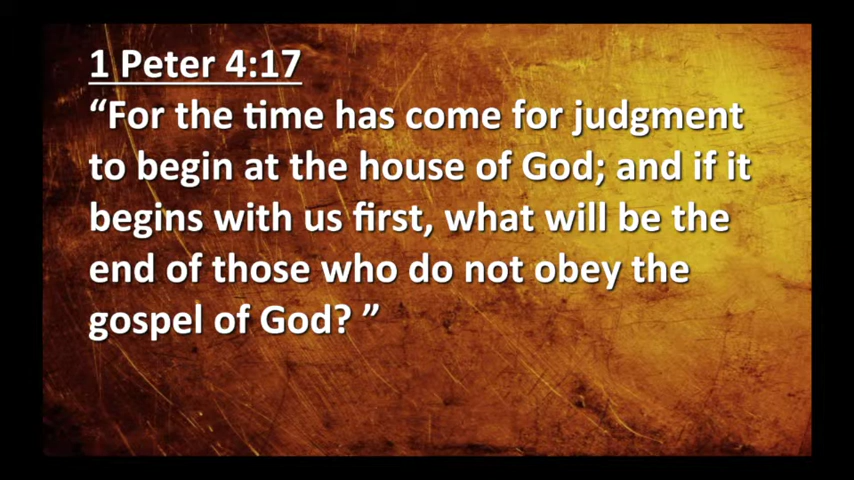 1 Peter 4:17
“For the time has come for judgment
to begin at the house of God; and if it
begins with us first, what will be the
end of those who do not obey the
gospel of God? ”